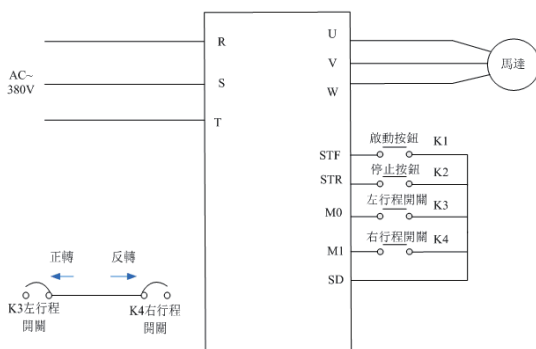 R
U
V
馬達
AC~
380V
S
W
T
啟動按鈕
K1
STF
停止按鈕
K2
STR
左行程開關
K3
M0
右行程開關
K4
M1
SD
正轉
反轉
K3左行程
開關
K4右行程
開關